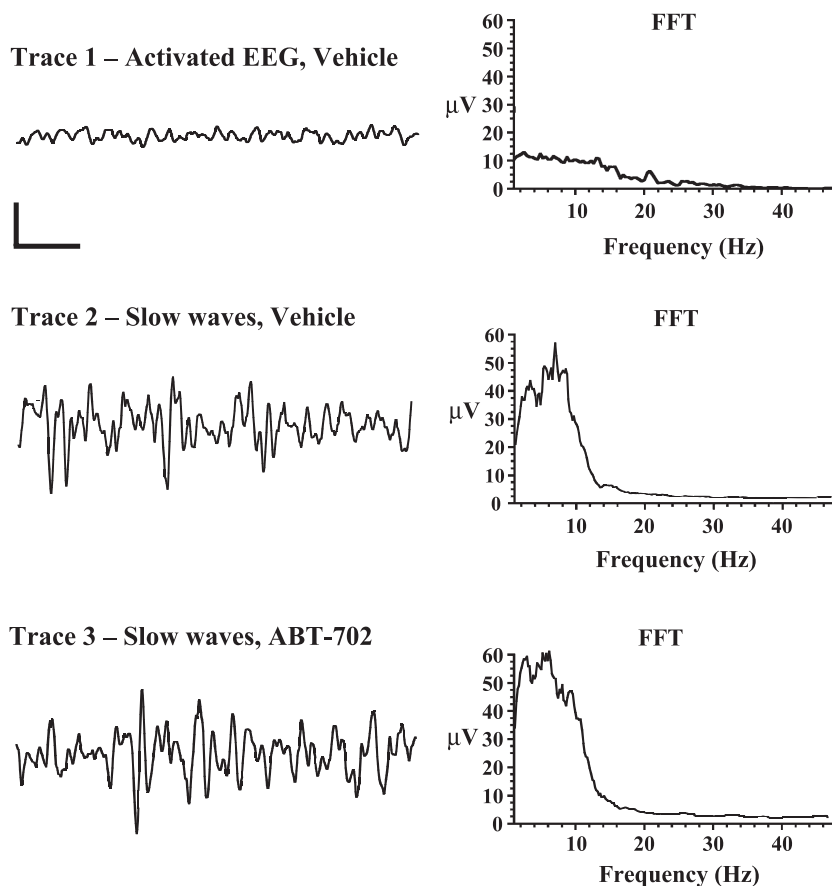 FFT
Trace 1 – Activated EEG, Vehicle
60
50
40
μV
30
20
10
0
10 20 30 40
Frequency (Hz)
Trace 2 – Slow waves, Vehicle
FFT
60
50
40
μV
30
20
10
0
10 20 30 40
Frequency (Hz)
Trace 3 – Slow waves, ABT-702
FFT
60
50
40
μV
30
20
10
0
10 20 30 40
Frequency (Hz)